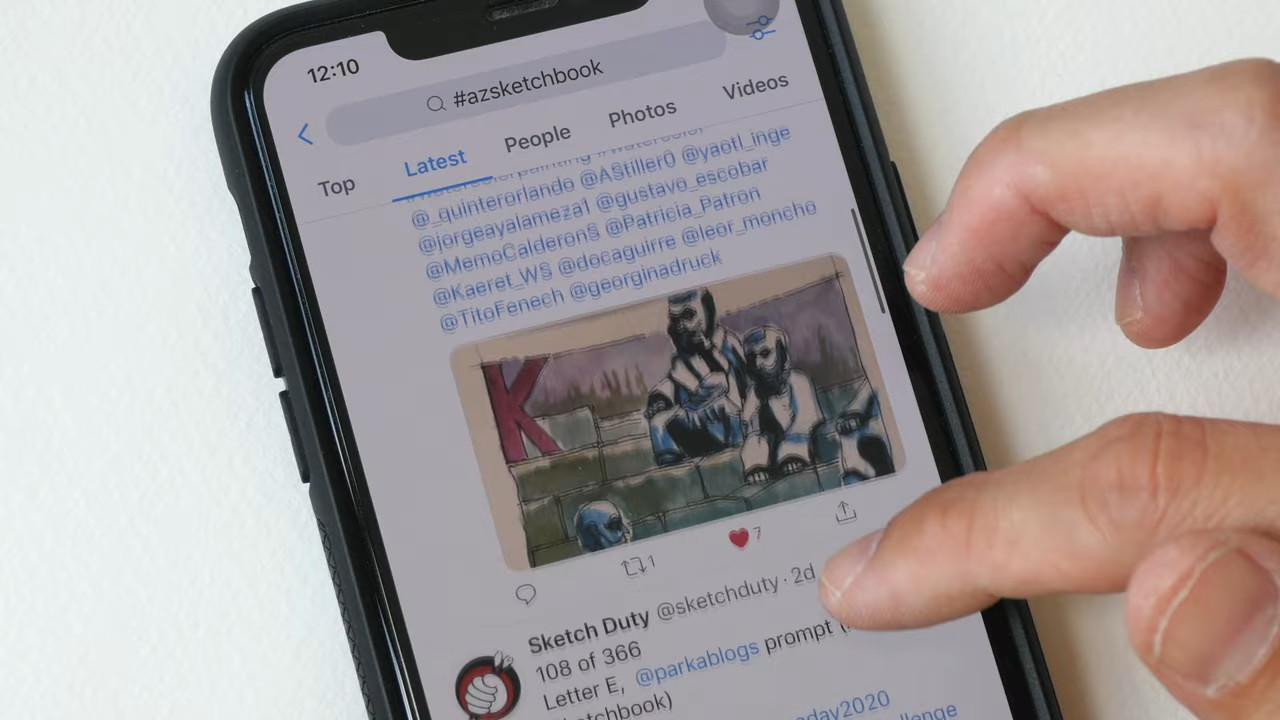 12:10
#azsketchbook
Top Latest People Photos Videos
@_quinterorlando @AStiller0 @yaotl_inge
@jorgeayalameza1 @gustavo_escobar
@MemoCalderonS @Patricia_Patron
@Kaeret_WS @docaguirre @leor_moncho
@TitoFenech @georginadruck
K
1 7
Sketch Duty @sketchduty · 2d
108 of 366
Letter E, @parkablogs prompt